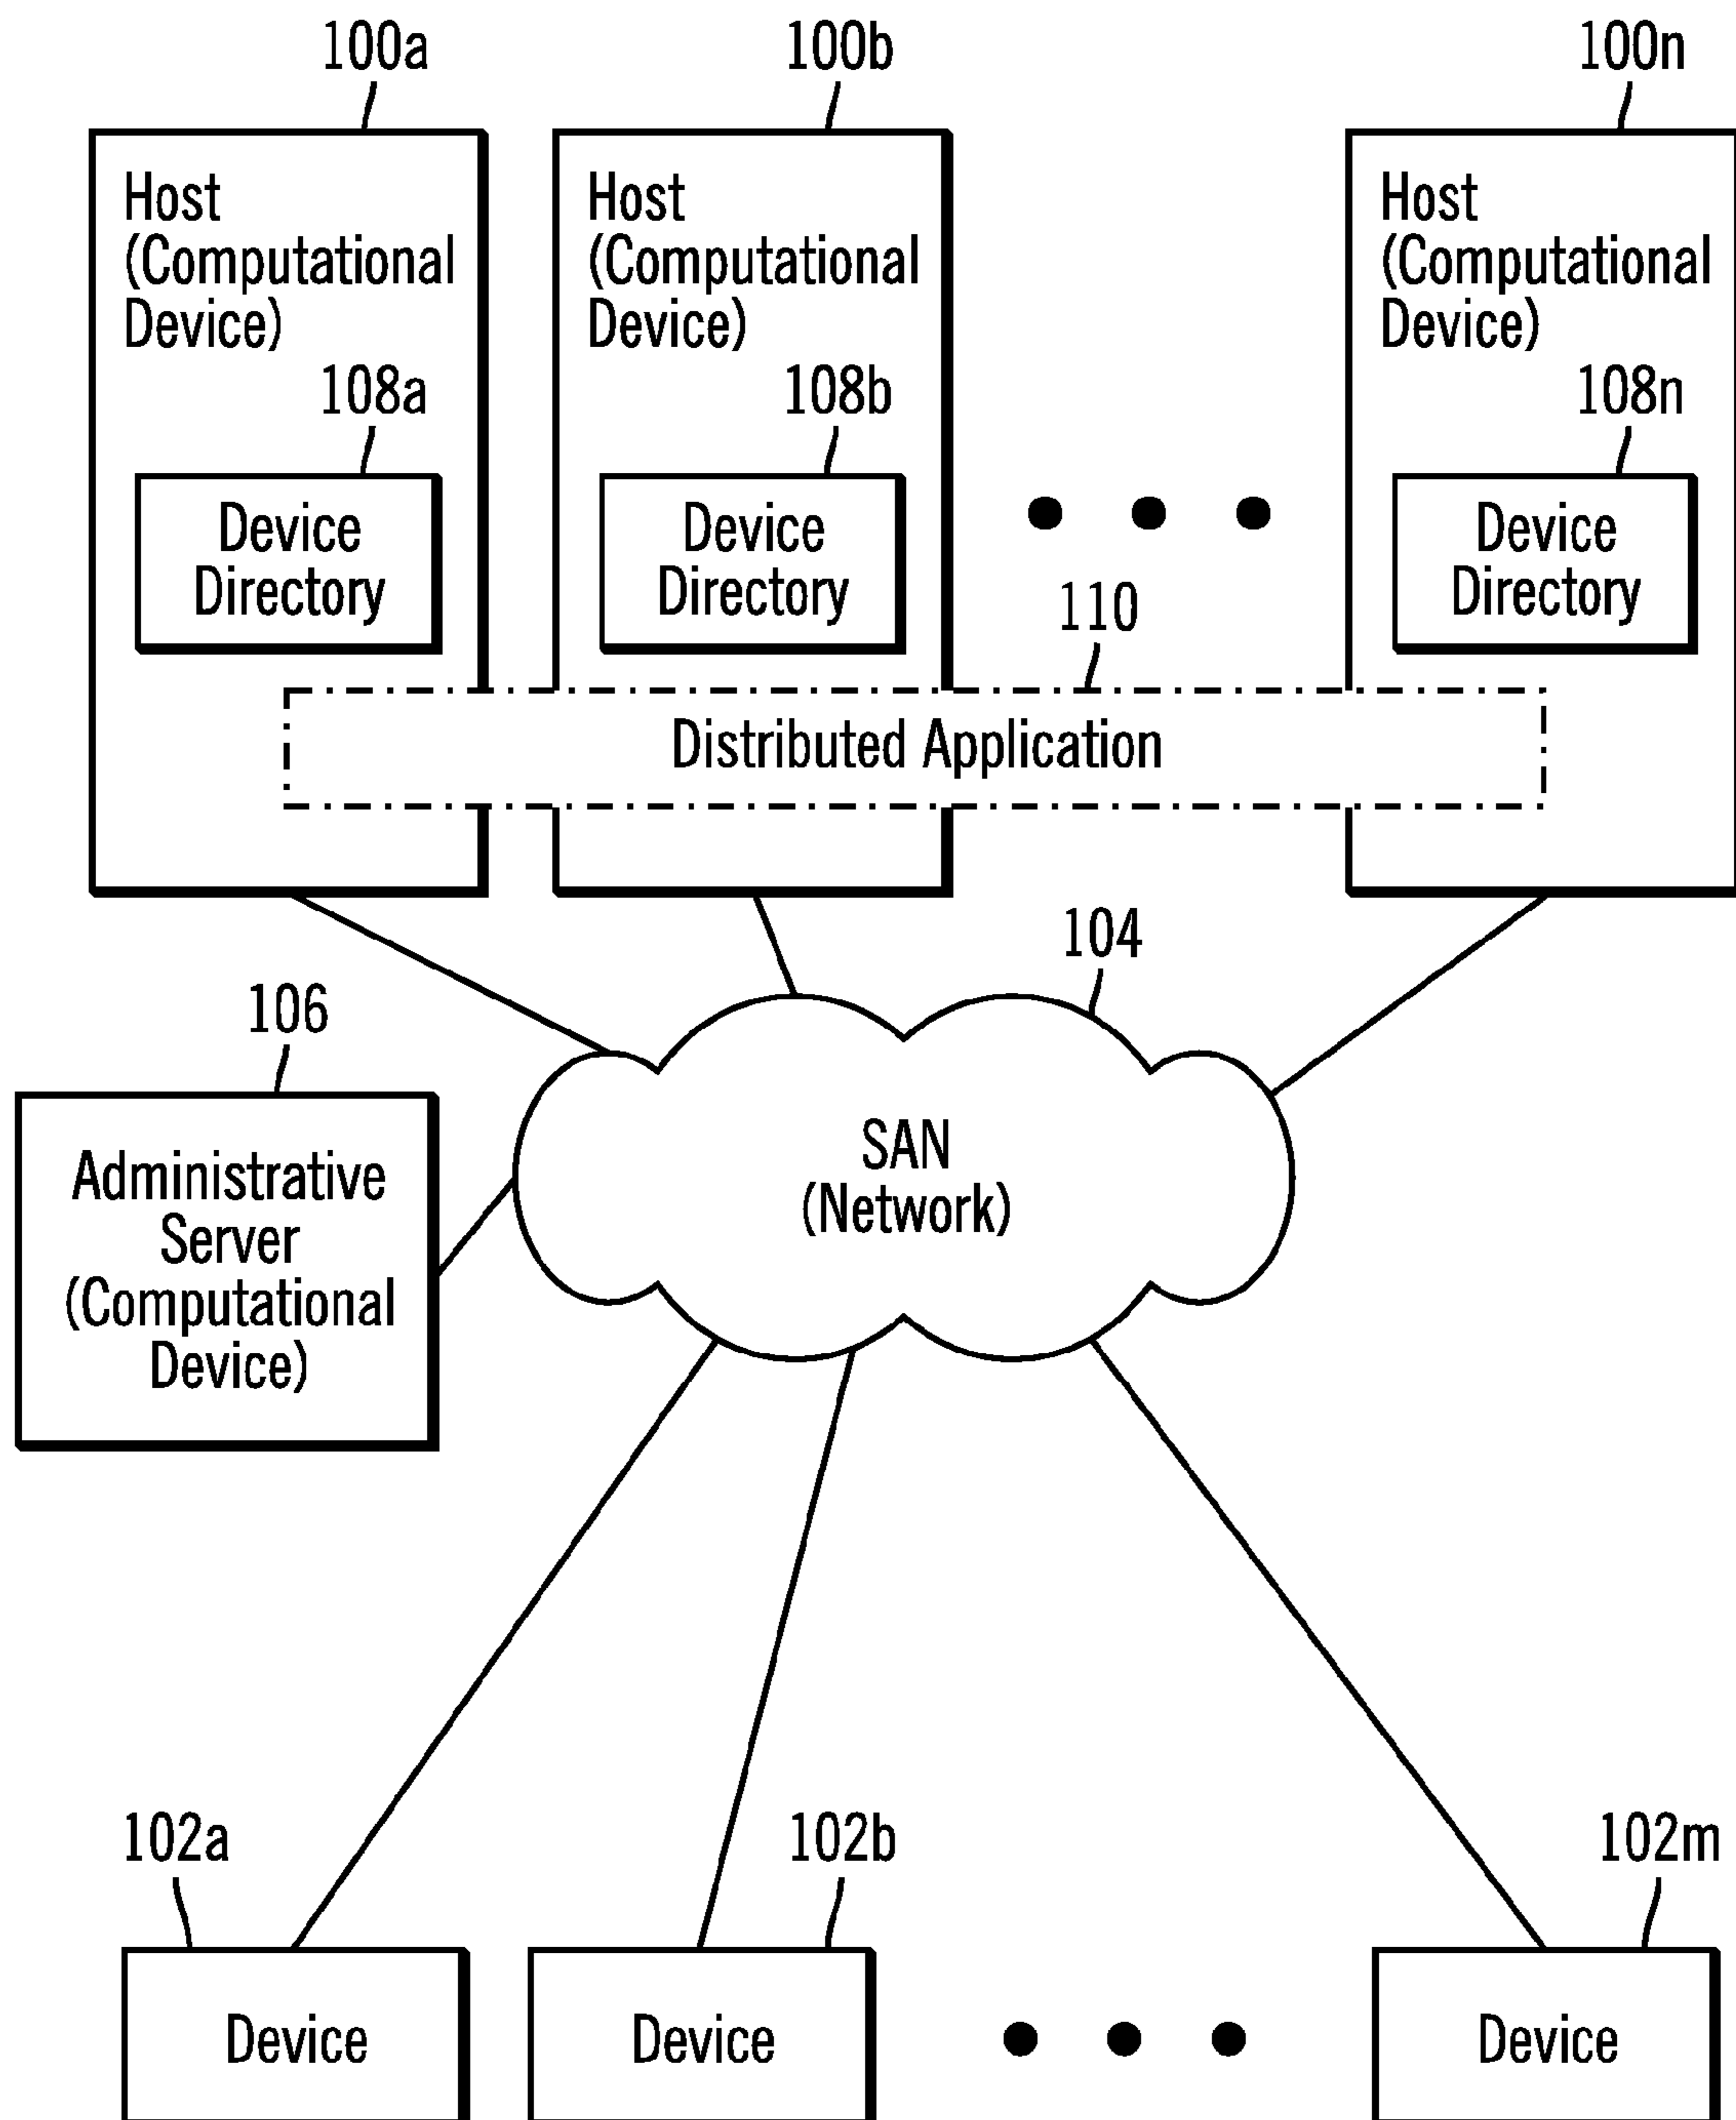 100a
100b
100n
Host
(Computational
Device)
108a
Device
Directory
Host
(Computational
Device)
108b
Device
Directory
Host
(Computational
Device)
108n
Device
Directory
110
Distributed Application
104
106
SAN
(Network)
Administrative
Server
(Computational
Device)
102a
102b
102m
Device
Device
Device